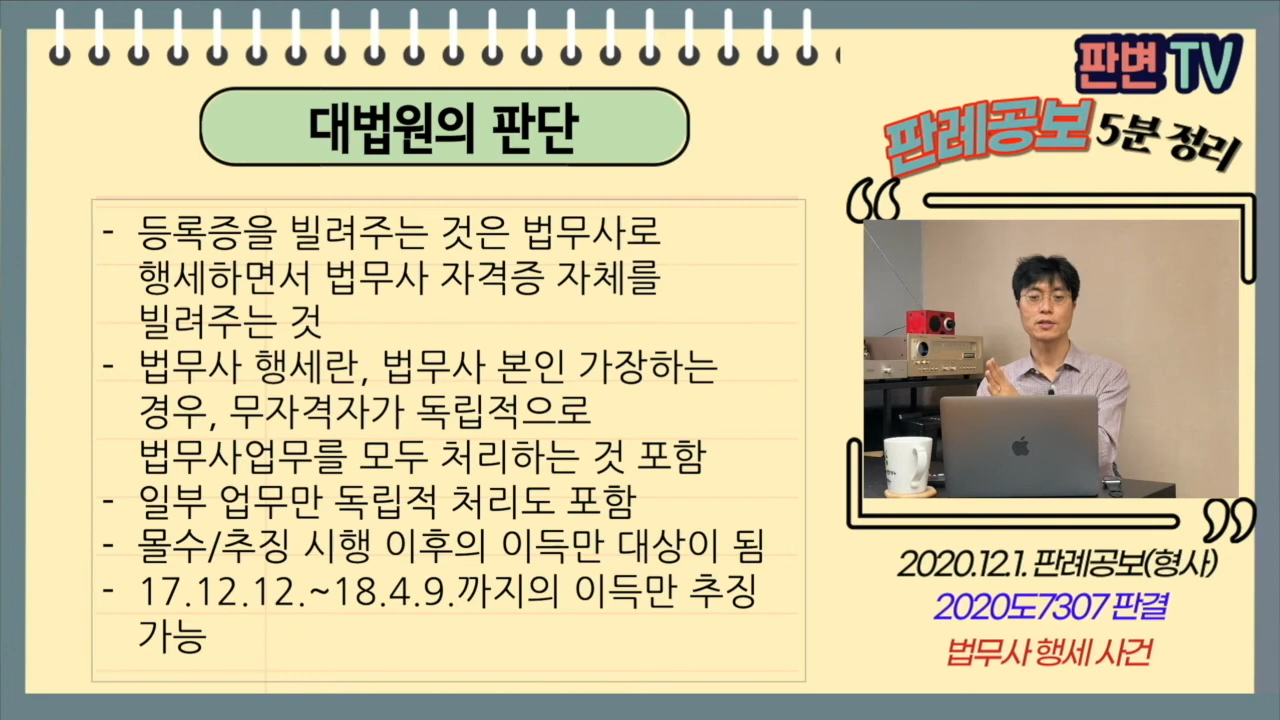 대법원의 판단
- 등록증을 빌려주는 것은 법무사로
행세하면서 법무사 자격증 자체를
빌려주는 것
- 법무사 행세란, 법무사 본인 가장하는
경우, 무자격자가 독립적으로
법무사업무를 모두 처리하는 것 포함
- 일부 업무만 독립적 처리도 포함
- 몰수/추징 시행 이후의 이득만 대상이 됨
- 17.12.12.~18.4.9.까지의 이득만 추징
가능
판변 TV
판례공보 5분 정리
2020.12.1. 판례공보(형사)
2020도7307 판결
법무사 행세 사건